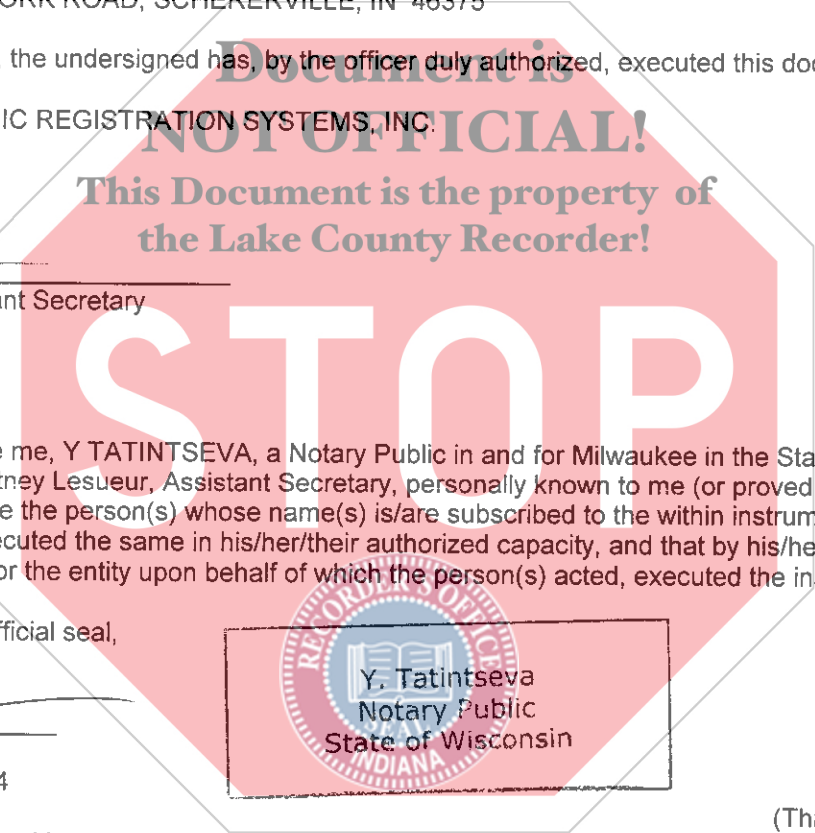 ORK ROAD, SCHERERVILLE, IN 46375
Document is
the undersigned has, by the officer duly authorized, executed this doc
NOT OFFICIAL!
IC REGISTRATION SYSTEMS, INC.
This Document is the property of
the Lake County Recorder!
ant Secretary
STOP
e me, Y TATINTSEVA, a Notary Public in and for Milwaukee in the Sta
tney Lesueur, Assistant Secretary, personally known to me (or proved
e the person(s) whose name(s) is/are subscribed to the within instrum
ecuted the same in his/her/their authorized capacity, and that by his/he
or the entity upon behalf of which the person(s) acted, executed the in
fficial seal,
RECORDER'S OFFICE
SEAL
INDIANA
Y. Tatintseva
Notary Public
State of Wisconsin
4
(Tha